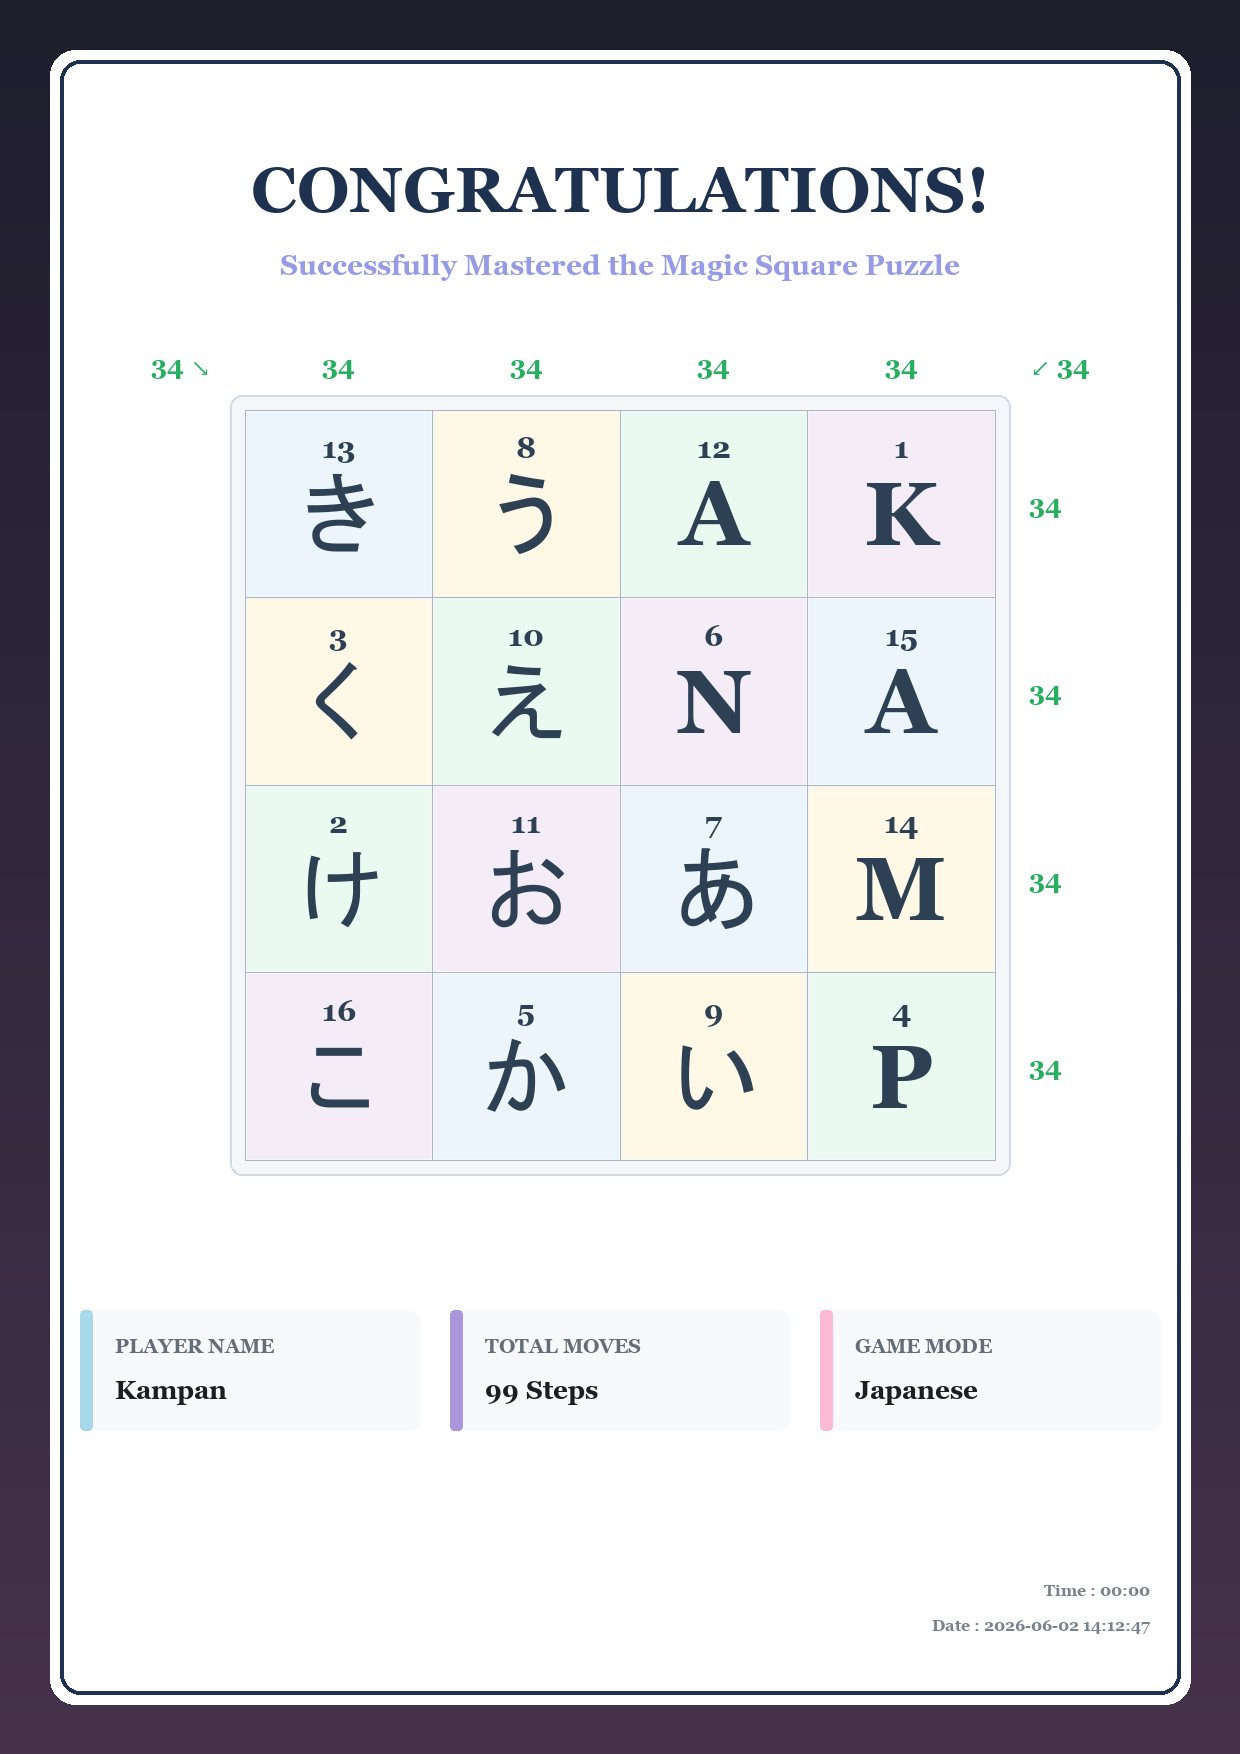 CONGRATULATIONS!
Successfully Mastered the Magic Square Puzzle
34 ↘ 34 34 34 34 ↙ 34
13 8 12 1
き う A K 34
3 10 6 15
く え N A 34
2 11 7 14
け お あ M 34
16 5 9 4
こ か い P 34
PLAYER NAME TOTAL MOVES GAME MODE
Kampan 99 Steps Japanese
Time : 00:00
Date : 2026-06-02 14:12:47